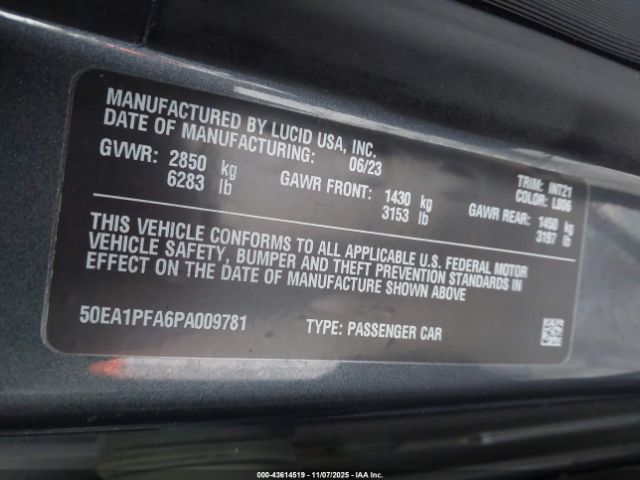 MANUFACTURED BY LUCID USA, INC.
DATE OF MANUFACTURING: 06/23
GVWR: 2850 kg GAWR FRONT: 1430 kg GAWR REAR: 1450 kg
6283 lb 3153 lb 3197 lb
TRIM: INT21
COLOR: L806
THIS VEHICLE CONFORMS TO ALL APPLICABLE U.S. FEDERAL MOTOR
VEHICLE SAFETY, BUMPER AND THEFT PREVENTION STANDARDS IN
EFFECT ON THE DATE OF MANUFACTURE SHOWN ABOVE
50EA1PFA6PA009781 TYPE: PASSENGER CAR
000-43614519 | 11/07/2025 | IAA Inc.